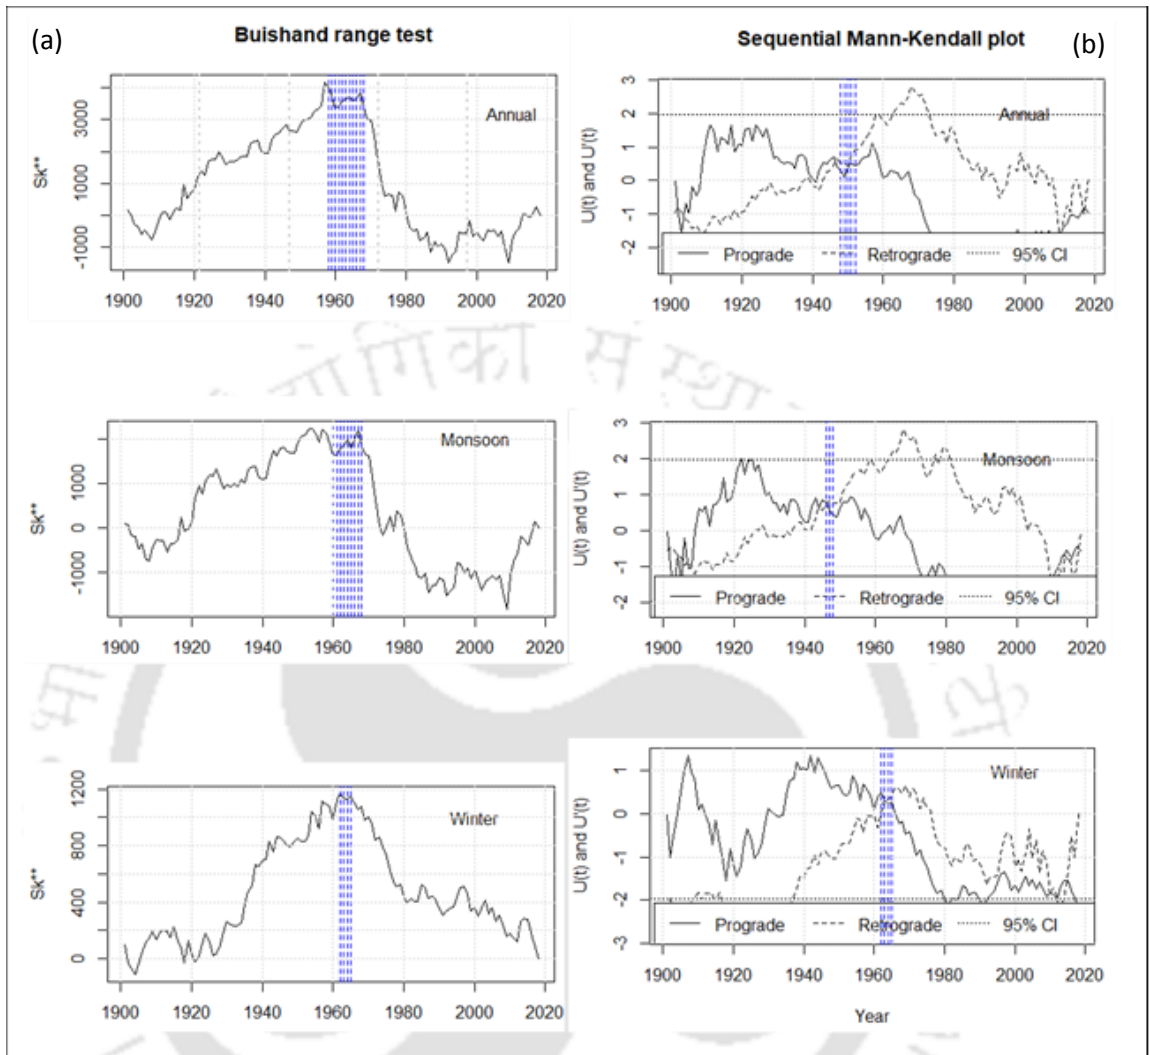 (a)
Buishand range test
Sk**
3000
1000
-1000
Annual
1900 1920 1940 1960 1980 2000 2020
Sequential Mann-Kendall plot
(b)
U(t) and U'(t)
3
2
1
0
-1
-2
Annual
Prograde Retrograde 95% CI
1900 1920 1940 1960 1980 2000 2020
Sk**
1000
0
-1000
Monsoon
1900 1920 1940 1960 1980 2000 2020
U(t) and U'(t)
3
2
1
0
-1
-2
Monsoon
Prograde Retrograde 95% CI
1900 1920 1940 1960 1980 2000 2020
Sk**
1200
800
400
0
Winter
1900 1920 1940 1960 1980 2000 2020
U(t) and U'(t)
1
0
-1
-2
-3
Winter
Prograde Retrograde 95% CI
1900 1920 1940 1960 1980 2000 2020
Year